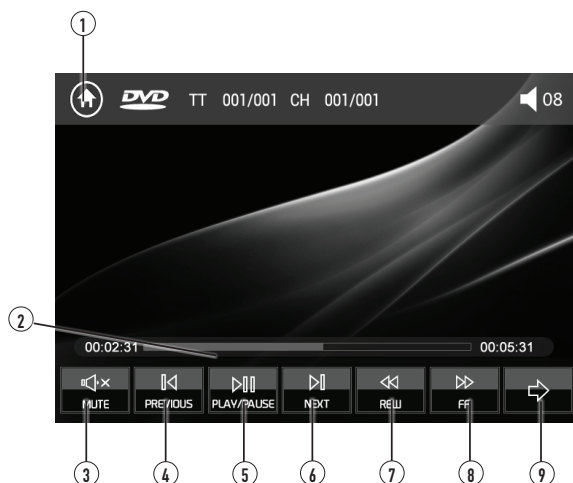 1
DVD TT 001/001 CH 001/001 08
2
00:02:31 00:05:31
MUTE PREVIOUS PLAY/PAUSE NEXT REW FF
3 4 5 6 7 8 9